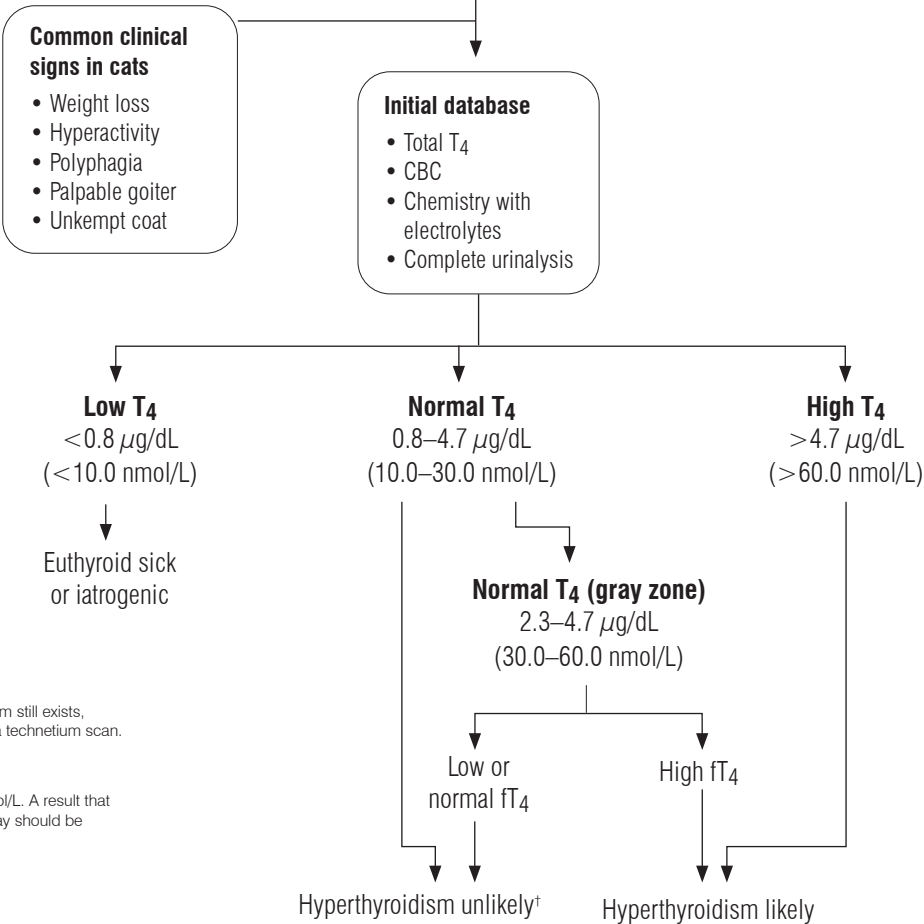 Common clinical
signs in cats
• Weight loss
• Hyperactivity
• Polyphagia
• Palpable goiter
• Unkempt coat
Initial database
• Total T4
• CBC
• Chemistry with
electrolytes
• Complete urinalysis
Low T4
<0.8 µg/dL
(<10.0 nmol/L)
Euthyroid sick
or iatrogenic
Normal T4
0.8–4.7 µg/dL
(10.0–30.0 nmol/L)
High T4
>4.7 µg/dL
(>60.0 nmol/L)
Normal T4 (gray zone)
2.3–4.7 µg/dL
(30.0–60.0 nmol/L)
Low or
normal fT4
High fT4
Hyperthyroidism unlikely†
Hyperthyroidism likely
m still exists,
a technetium scan.
ol/L. A result that
ay should be